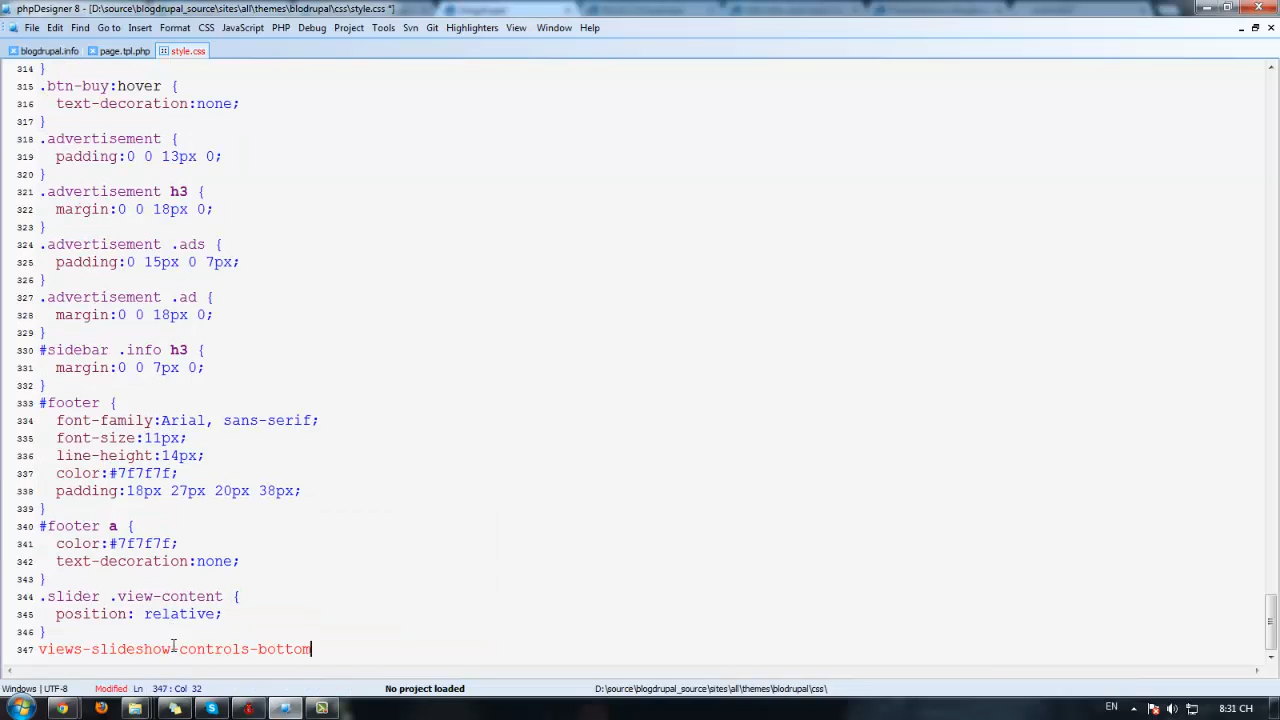 phpDesigner 8 - [D:\source\blogdrupal_source\sites\all\themes\blodrupal\css\style.css *]
File Edit Find Go to Insert Format CSS JavaScript PHP Debug Project Tools Svn Git Highlighters View Window Help
blogdrupal.info page.tpl.php style.css
314 }
315 .btn-buy:hover {
316 text-decoration:none;
317 }
318 .advertisement {
319 padding:0 0 13px 0;
320 }
321 .advertisement h3 {
322 margin:0 0 18px 0;
323 }
324 .advertisement .ads {
325 padding:0 15px 0 7px;
326 }
327 .advertisement .ad {
328 margin:0 0 18px 0;
329 }
330 #sidebar .info h3 {
331 margin:0 0 7px 0;
332 }
333 #footer {
334 font-family:Arial, sans-serif;
335 font-size:11px;
336 line-height:14px;
337 color:#7f7f7f;
338 padding:18px 27px 20px 38px;
339 }
340 #footer a {
341 color:#7f7f7f;
342 text-decoration:none;
343 }
344 .slider .view-content {
345 position: relative;
346 }
347 views-slideshow-controls-bottom
Windows | UTF-8 Modified Ln 347 : Col 32 No project loaded D:\source\blogdrupal_source\sites\all\themes\blodrupal\css\
EN 8:31 CH